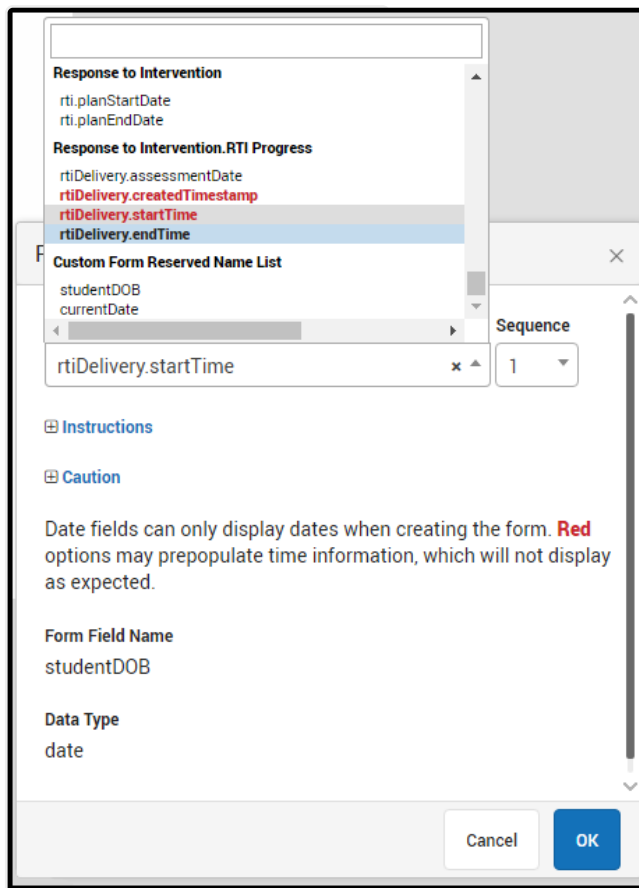 Response to Intervention
rti.planStartDate
rti.planEndDate
Response to Intervention.RTI Progress
rtiDelivery.assessmentDate
rtiDelivery.createdTimestamp
rtiDelivery.startTime
rtiDelivery.endTime
Custom Form Reserved Name List
studentDOB
currentDate
Sequence
rtiDelivery.startTime
1
Instructions
Caution
Date fields can only display dates when creating the form. Red
options may prepopulate time information, which will not display
as expected.
Form Field Name
studentDOB
Data Type
date
Cancel OK